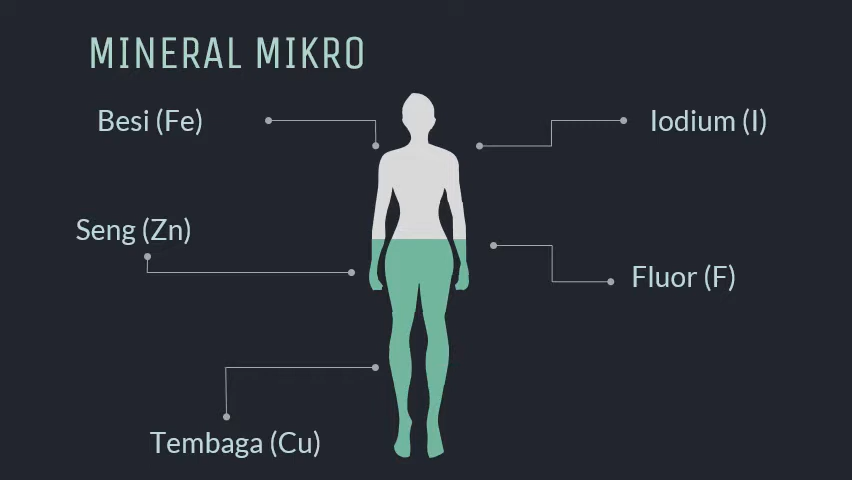 MINERAL MIKRO
Besi (Fe)
Iodium (I)
Seng (Zn)
Fluor (F)
Tembaga (Cu)